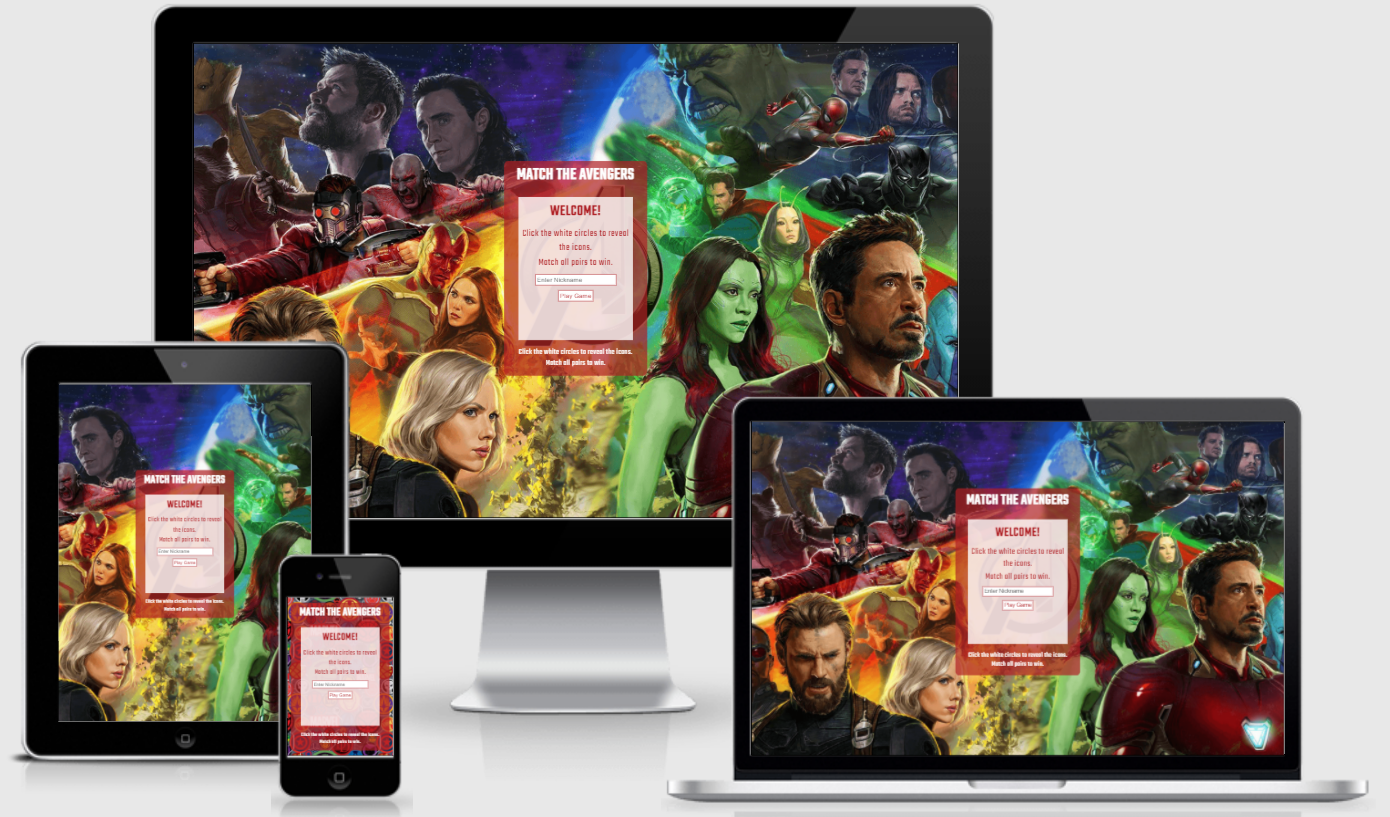 MATCH THE AVENGERS
WELCOME!
Click the white circles to reveal
the icons.
Match all pairs to win.
Enter Nickname
Play Game
Click the white circles to reveal the icons.
Match all pairs to win.
MATCH THE AVENGERS
WELCOME!
Click the white circles to reveal
the icons.
Match all pairs to win.
Enter Nickname
Play Game
Click the white circles to reveal the icons.
Match all pairs to win.
MATCH THE AVENGERS
WELCOME!
Click the white circles to reveal
the icons.
Match all pairs to win.
Enter Nickname
Play Game
Click the white circles to reveal the icons.
Match all pairs to win.
MATCH THE AVENGERS
WELCOME!
Click the white circles to reveal
the icons.
Match all pairs to win.
Enter Nickname
Play Game
Click the white circles to reveal the icons.
Match all pairs to win.